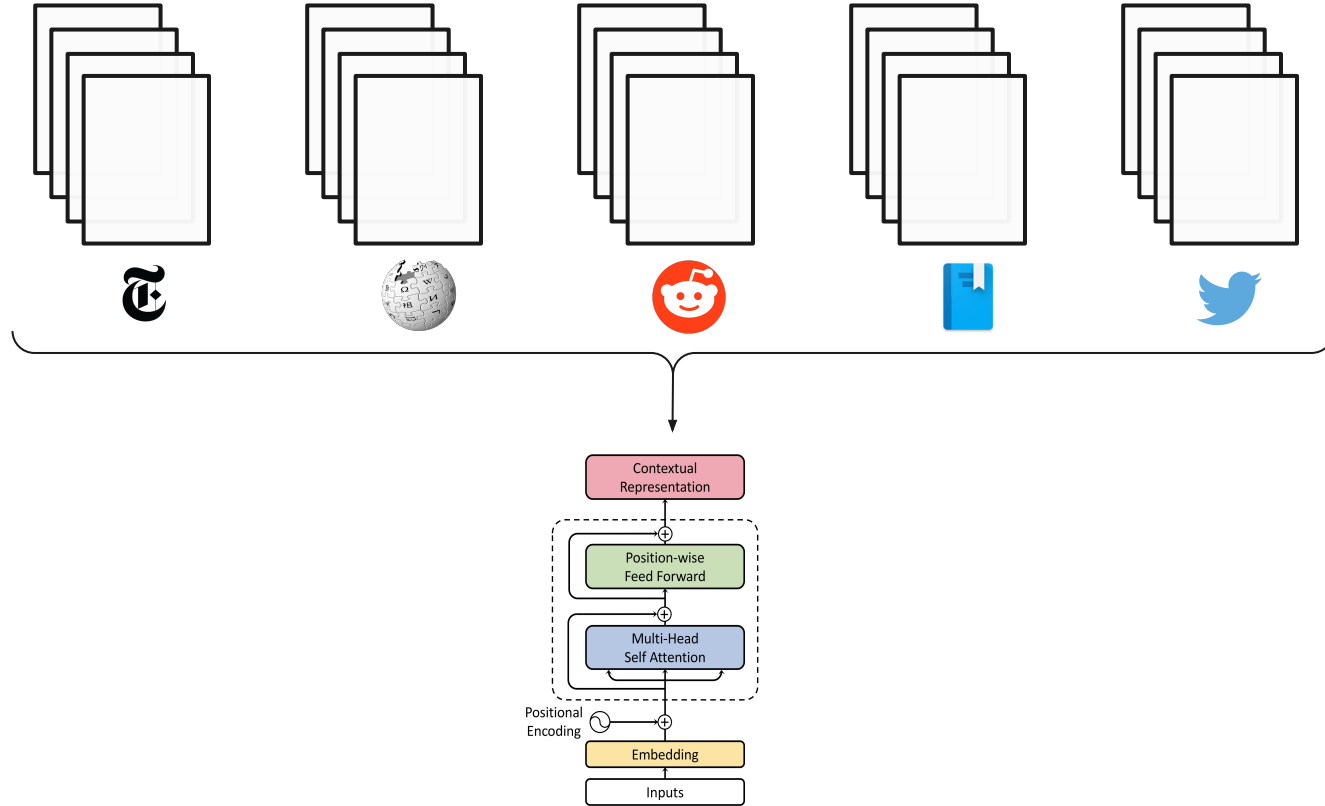 Contextual
Representation
Position-wise
Feed Forward
Multi-Head
Self Attention
Positional
Encoding
Embedding
Inputs